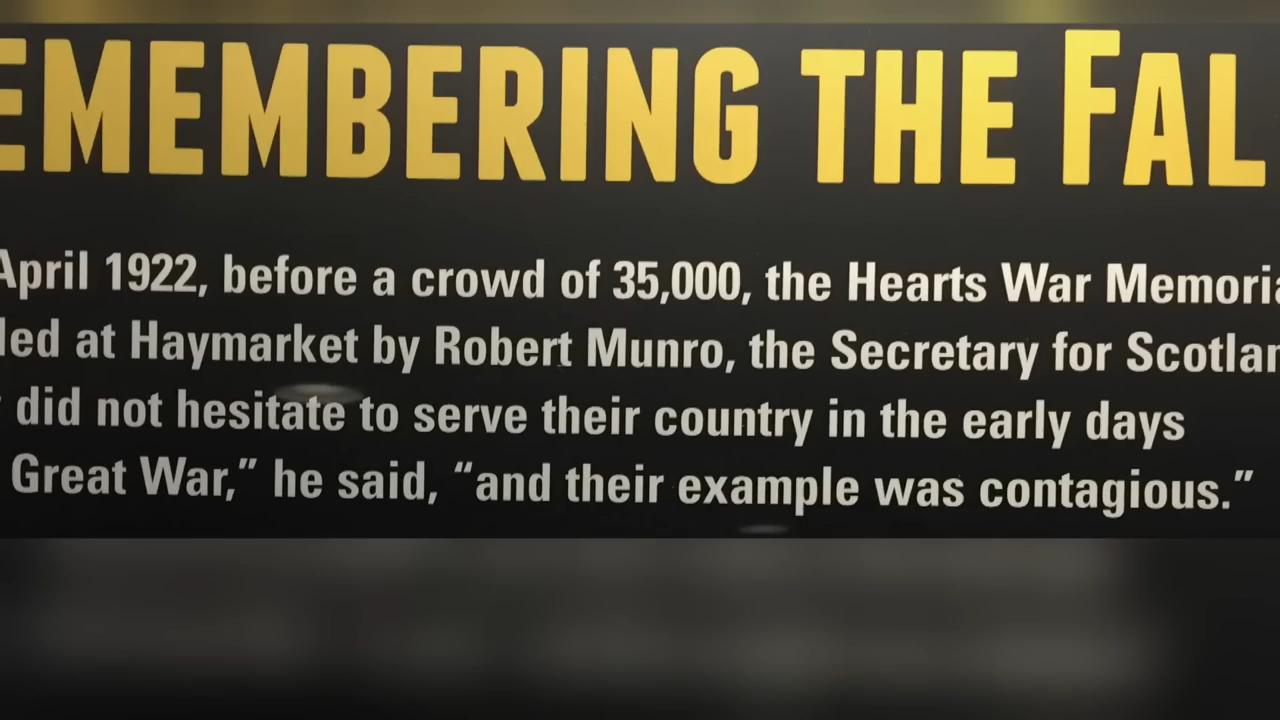 EMEMBERING THE FAL
April 1922, before a crowd of 35,000, the Hearts War Memoria
led at Haymarket by Robert Munro, the Secretary for Scotlan
did not hesitate to serve their country in the early days
Great War,” he said, “and their example was contagious.”